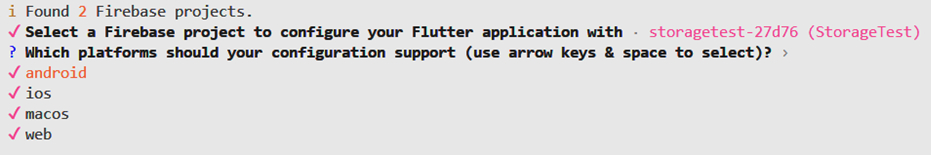 i Found 2 Firebase projects.
✓ Select a Firebase project to configure your Flutter application with · storagetest-27d76 (StorageTest)
? Which platforms should your configuration support (use arrow keys & space to select)? ›
✓ android
✓ ios
✓ macos
✓ web